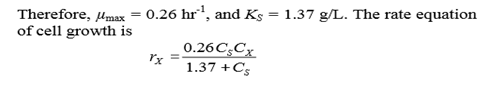 Therefore, μmax = 0.26 hr⁻¹, and KS = 1.37 g/L. The rate equation
of cell growth is
rX = 0.26CSCX / 1.37 + CS